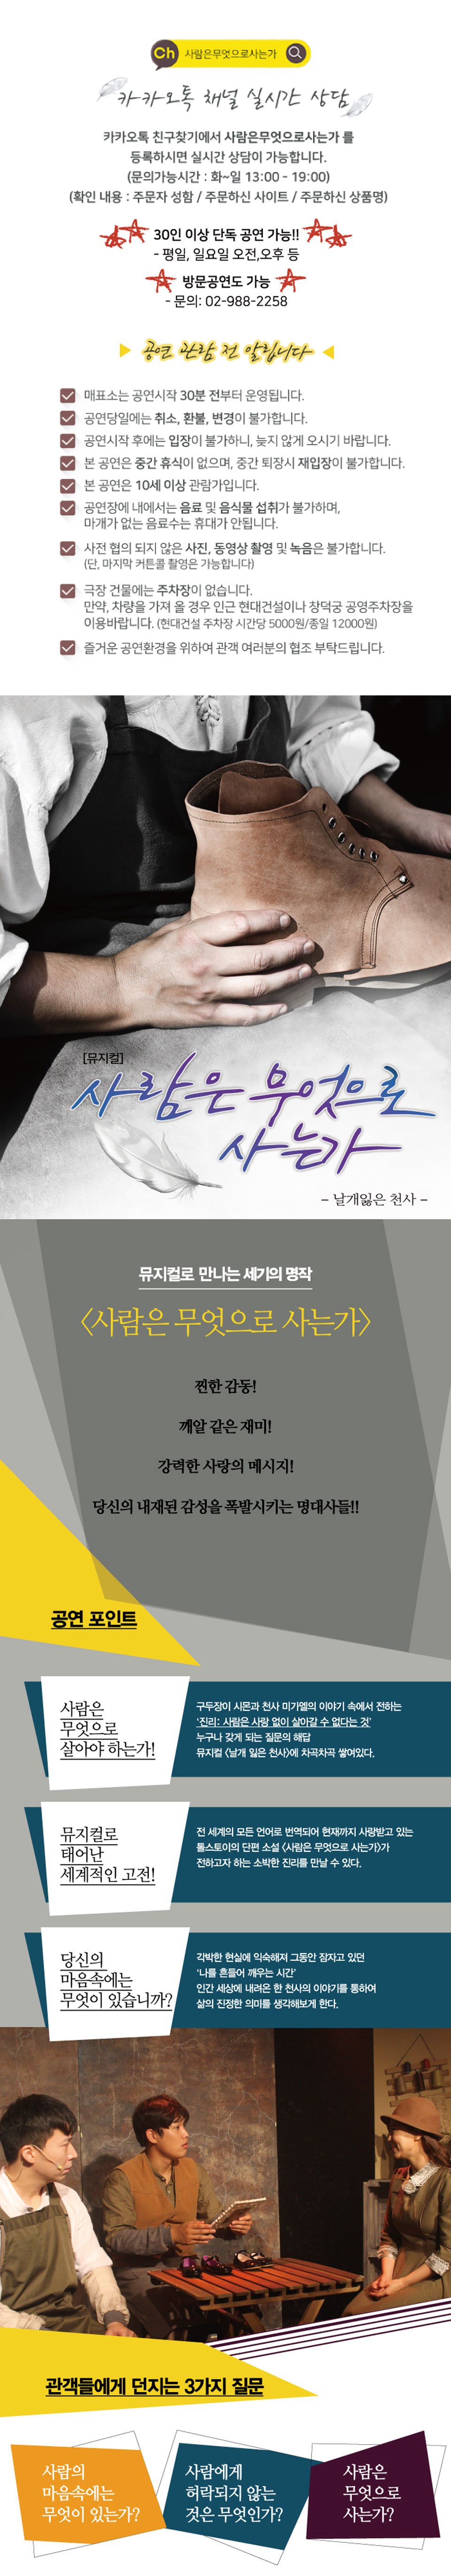 Ch 사람은무엇으로사는가
카카오톡 채널 실시간 상담
카카오톡 친구찾기에서 사람은무엇으로사는가 를
등록하시면 실시간 상담이 가능합니다.
(문의가능시간 : 화~일 13:00 - 19:00)
(확인 내용 : 주문자 성함 / 주문하신 사이트 / 주문하신 상품명)
30인 이상 단독 공연 가능!!
- 평일, 일요일 오전,오후 등
방문공연도 가능
- 문의: 02-988-2258
공연 관람 전 알립니다
매표소는 공연시작 30분 전부터 운영됩니다.
공연당일에는 취소, 환불, 변경이 불가합니다.
공연시작 후에는 입장이 불가하니, 늦지 않게 오시기 바랍니다.
본 공연은 중간 휴식이 없으며, 중간 퇴장시 재입장이 불가합니다.
본 공연은 10세 이상 관람가입니다.
공연장에 내에서는 음료 및 음식물 섭취가 불가하며,
마개가 없는 음료수는 휴대가 안됩니다.
사전 협의 되지 않은 사진, 동영상 촬영 및 녹음은 불가합니다.
(단, 마지막 커튼콜 촬영은 가능합니다)
극장 건물에는 주차장이 없습니다.
만약, 차량을 가져 올 경우 인근 현대건설이나 창덕궁 공영주차장을
이용바랍니다. (현대건설 주차장 시간당 5000원/종일 12000원)
즐거운 공연환경을 위하여 관객 여러분의 협조 부탁드립니다.
[뮤지컬]
사람은 무엇으로
사는가
- 날개잃은 천사 -
뮤지컬로 만나는 세기의 명작
〈사람은 무엇으로 사는가〉
찐한 감동!
깨알 같은 재미!
강력한 사랑의 메시지!
당신의 내재된 감성을 폭발시키는 명대사들!!
공연 포인트
사람은
무엇으로
살아야 하는가!
구두장이 시몬과 천사 미가엘의 이야기 속에서 전하는
'진리: 사람은 사랑 없이 살아갈 수 없다는 것'
누구나 갖게 되는 질문의 해답
뮤지컬 〈날개 잃은 천사〉에 차곡차곡 쌓여있다.
뮤지컬로
태어난
세계적인 고전!
전 세계의 모든 언어로 번역되어 현재까지 사랑받고 있는
톨스토이의 단편 소설 〈사람은 무엇으로 사는가〉가
전하고자 하는 소박한 진리를 만날 수 있다.
당신의
마음속에는
무엇이 있습니까?
각박한 현실에 익숙해져 그동안 잠자고 있던
'나를 흔들어 깨우는 시간'
인간 세상에 내려온 한 천사의 이야기를 통하여
삶의 진정한 의미를 생각해보게 한다.
관객들에게 던지는 3가지 질문
사람의
마음속에는
무엇이 있는가?
사람에게
허락되지 않는
것은 무엇인가?
사람은
무엇으로
사는가?